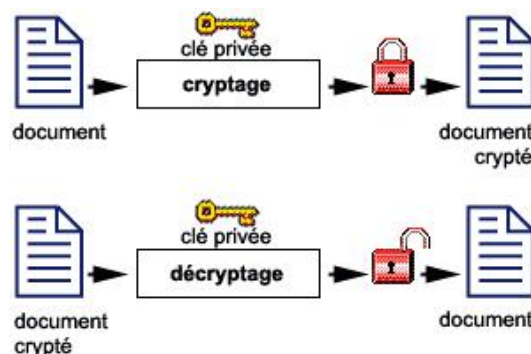 clé privée
cryptage
document
document
crypté
clé privée
décryptage
document
crypté
document